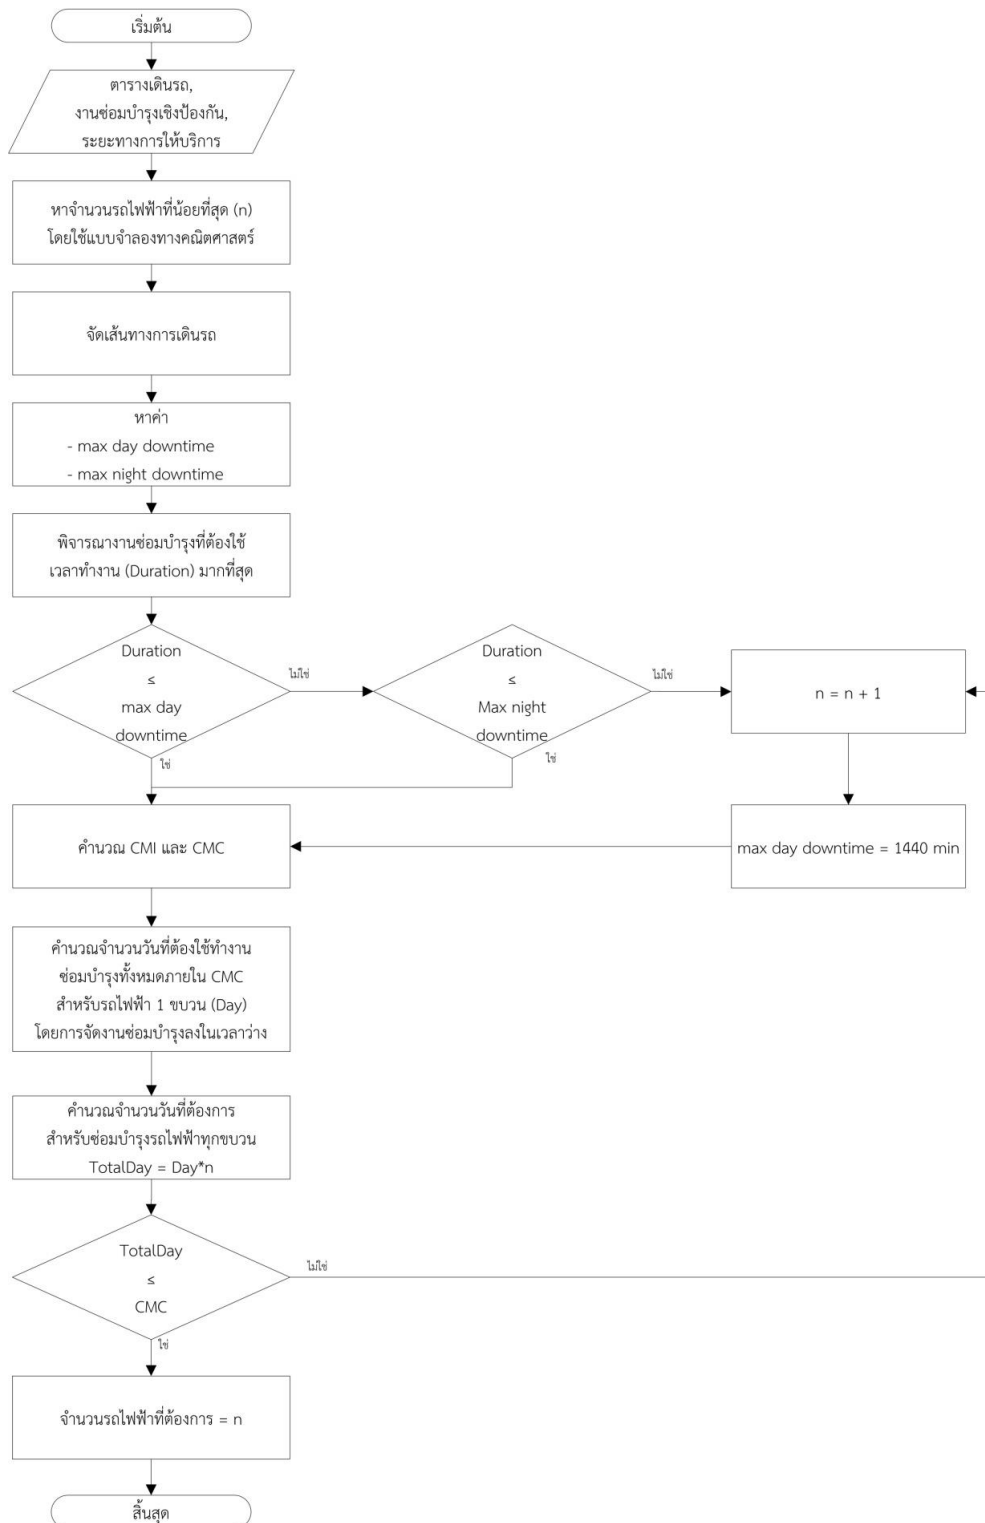 เริ่มต้น
ตารางเดินรถ,
งานซ่อมบำรุงเชิงป้องกัน,
ระยะทางการให้บริการ
หาจำนวนรถไฟฟ้าที่น้อยที่สุด (n)
โดยใช้แบบจำลองทางคณิตศาสตร์
จัดเส้นทางการเดินรถ
หาค่า
- max day downtime
- max night downtime
พิจารณางานซ่อมบำรุงที่ต้องใช้
เวลาทำงาน (Duration) มากที่สุด
Duration
≤
max day
downtime
ไม่ใช่
ใช่
Duration
≤
Max night
downtime
ไม่ใช่
ใช่
n = n + 1
max day downtime = 1440 min
คำนวณ CMI และ CMC
คำนวณจำนวนวันที่ต้องใช้ทำงาน
ซ่อมบำรุงทั้งหมดภายใน CMC
สำหรับรถไฟฟ้า 1 ขบวน (Day)
โดยการจัดงานซ่อมบำรุงลงในเวลาว่าง
คำนวณจำนวนวันที่ต้องการ
สำหรับซ่อมบำรุงรถไฟฟ้าทุกขบวน
TotalDay = Day*n
TotalDay
≤
CMC
ไม่ใช่
ใช่
จำนวนรถไฟฟ้าที่ต้องการ = n
สิ้นสุด